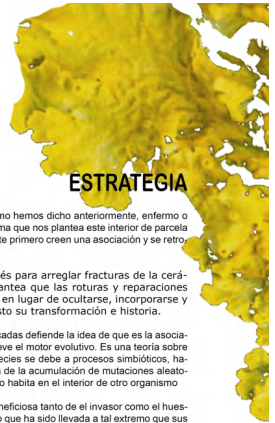 ESTRATEGIA
mo hemos dicho anteriormente, enfermo o
ma que nos plantea este interior de parcela
te primero creen una asociación y se retro-
és para arreglar fracturas de la cerá-
antea que las roturas y reparaciones
en lugar de ocultarse, incorporarse y
sto su transformación e historia.
cadas defiende la idea de que es la asocia-
eve el motor evolutivo. Es una teoría sobre
ecies se debe a procesos simbióticos, ha-
de la acumulación de mutaciones aleato-
o habita en el interior de otro organismo
neficiosa tanto de el invasor como el hues-
o que ha sido llevada a tal extremo que sus